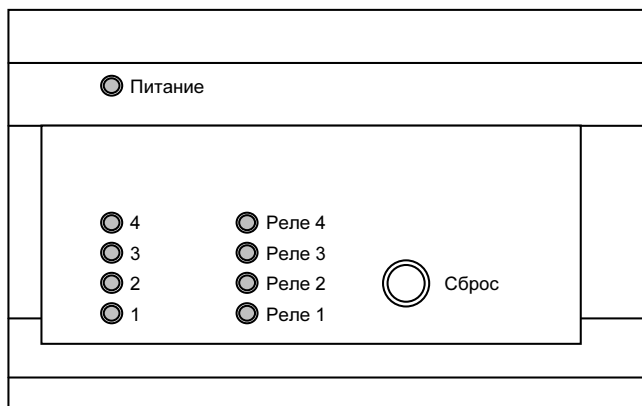 Питание
4 Реле 4
3 Реле 3
2 Реле 2 Сброс
1 Реле 1